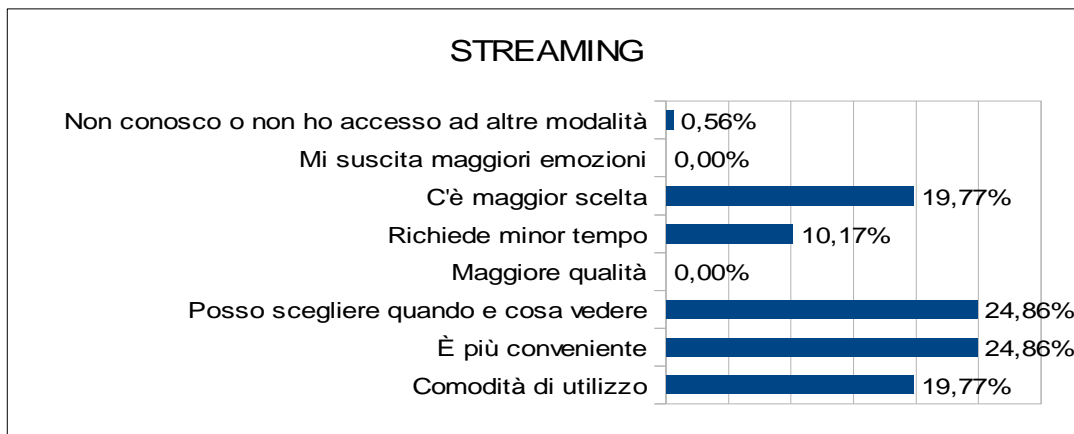 STREAMING
Non conosco o non ho accesso ad altre modalità 0,56%
Mi suscita maggiori emozioni 0,00%
C'è maggior scelta 19,77%
Richiede minor tempo 10,17%
Maggiore qualità 0,00%
Posso scegliere quando e cosa vedere 24,86%
È più conveniente 24,86%
Comodità di utilizzo 19,77%